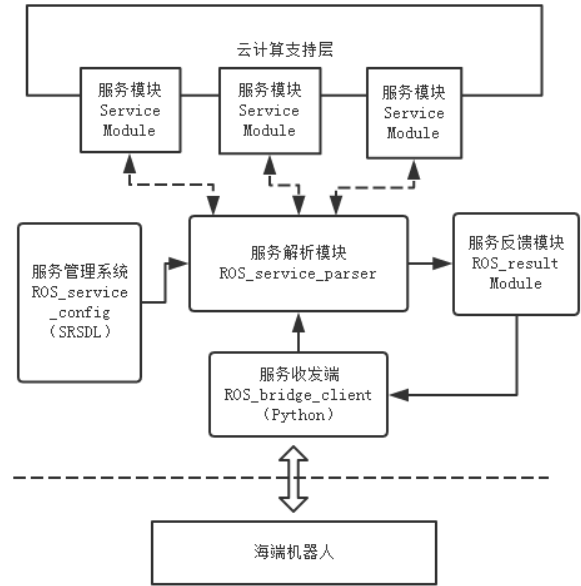 云计算支持层
服务模块
Service
Module
服务模块
Service
Module
服务模块
Service
Module
服务管理系统
ROS_service
_config
（SRSDL）
服务解析模块
ROS_service_parser
服务反馈模块
ROS_result
Module
服务收发端
ROS_bridge_client
（Python）
海端机器人